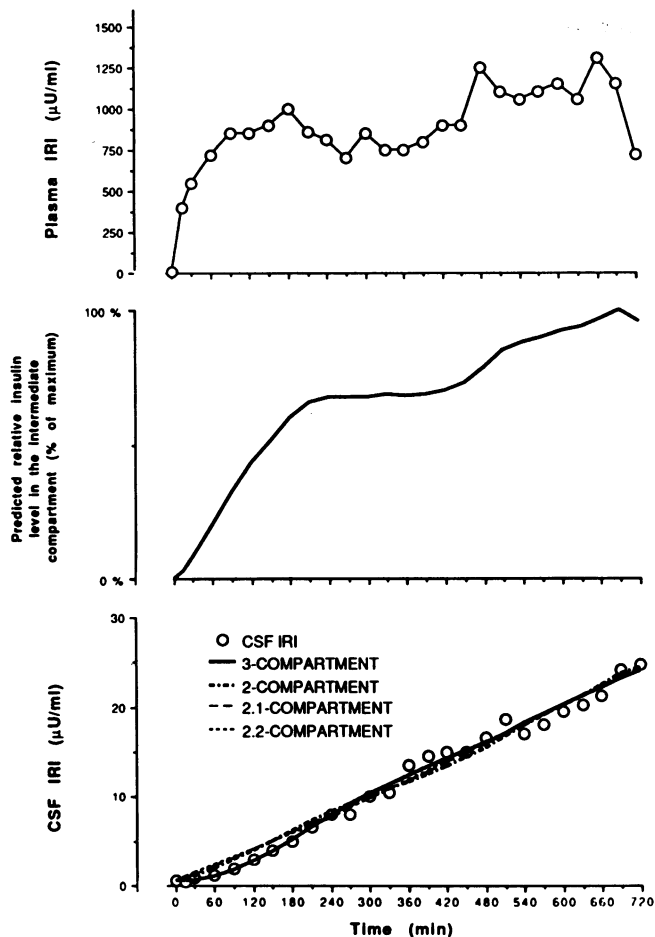 Plasma IRI (µU/ml)
1500
1250
1000
750
500
250
0
Predicted relative insulin
level in the intermediate
compartment (% of maximum)
100 %
0 %
CSF IRI (µU/ml)
30
20
10
0
CSF IRI
3-COMPARTMENT
2-COMPARTMENT
2.1-COMPARTMENT
2.2-COMPARTMENT
0 60 120 180 240 300 360 420 480 540 600 660 720
Time (min)